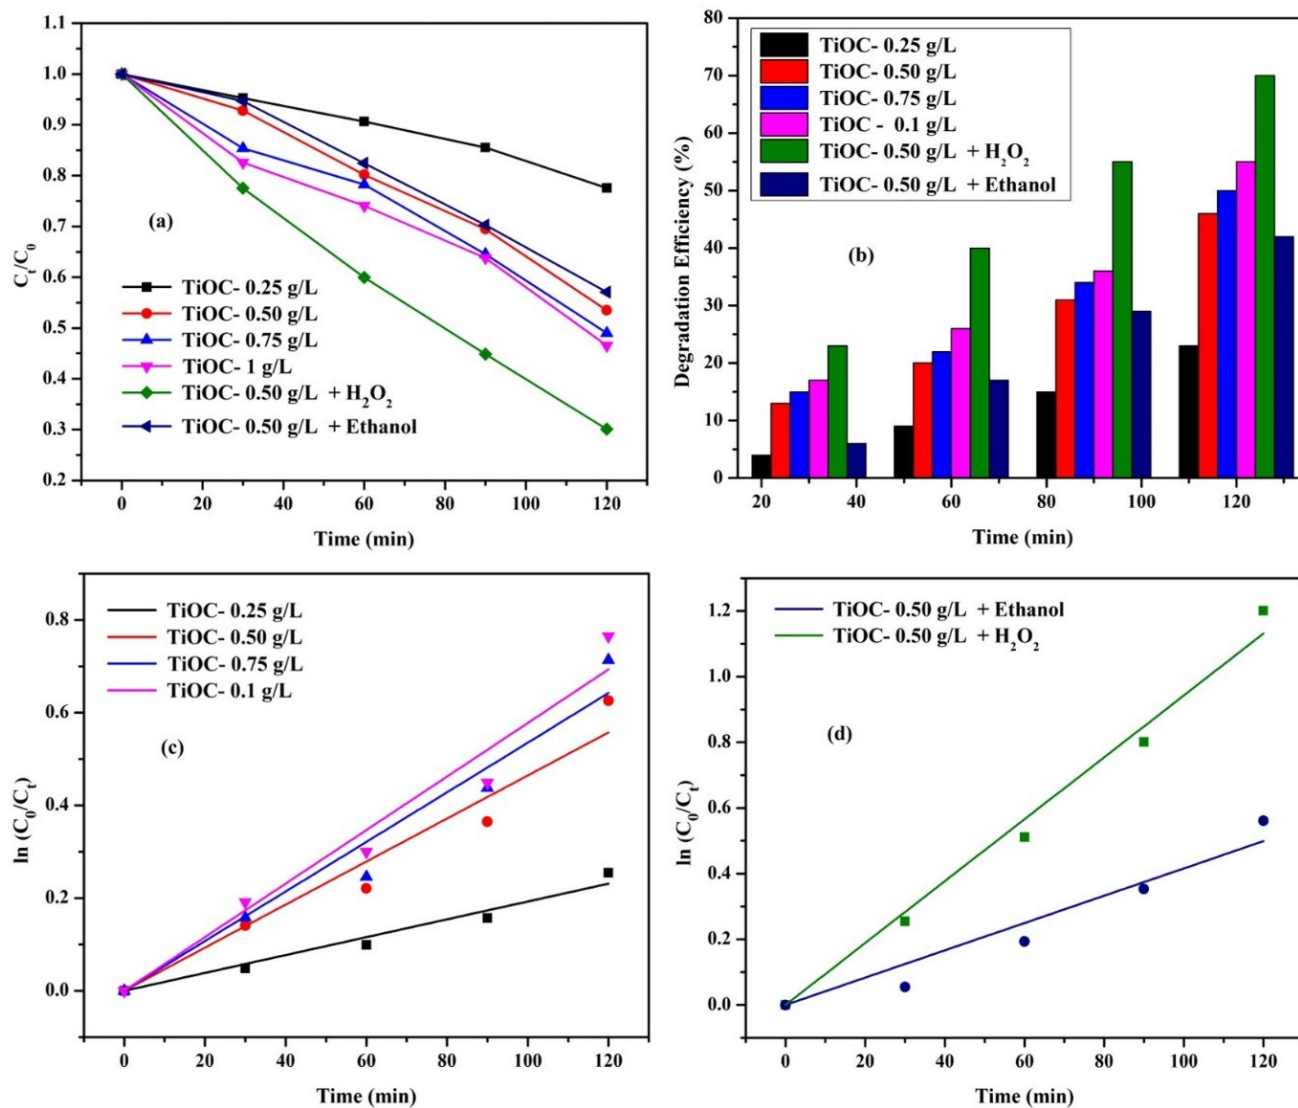 1.1
1.0
0.9
0.8
0.7
0.6
0.5
0.4
0.3
0.2
C_t/C_0
(a)
TiOC- 0.25 g/L
TiOC- 0.50 g/L
TiOC- 0.75 g/L
TiOC- 1 g/L
TiOC- 0.50 g/L + H₂O₂
TiOC- 0.50 g/L + Ethanol
0 20 40 60 80 100 120
Time (min)
80
70
60
50
40
30
20
10
0
Degradation Efficiency (%)
TiOC- 0.25 g/L
TiOC- 0.50 g/L
TiOC- 0.75 g/L
TiOC - 0.1 g/L
TiOC- 0.50 g/L + H₂O₂
TiOC- 0.50 g/L + Ethanol
(b)
20 40 60 80 100 120
Time (min)
0.8
0.6
0.4
0.2
0.0
ln (C₀/C_t)
TiOC- 0.25 g/L
TiOC- 0.50 g/L
TiOC- 0.75 g/L
TiOC- 0.1 g/L
(c)
0 20 40 60 80 100 120
Time (min)
1.2
1.0
0.8
0.6
0.4
0.2
0.0
ln (C₀/C_t)
TiOC- 0.50 g/L + Ethanol
TiOC- 0.50 g/L + H₂O₂
(d)
0 20 40 60 80 100 120
Time (min)